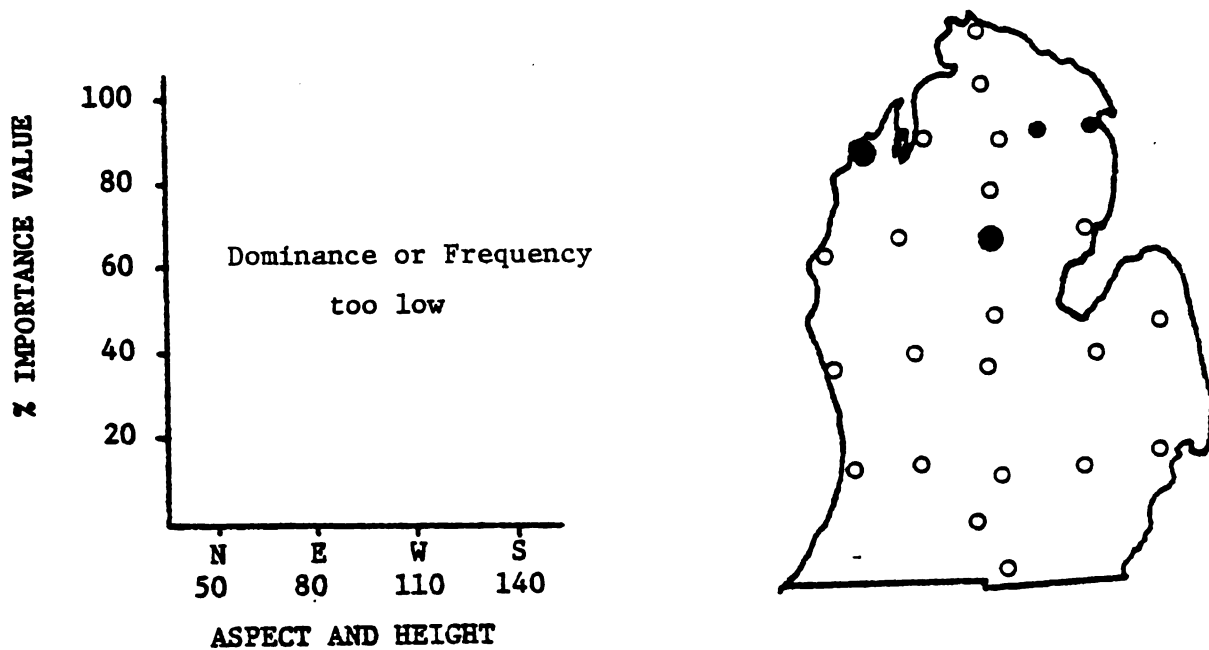 % IMPORTANCE VALUE
100
80
60
40
20
Dominance or Frequency
too low
N E W S
50 80 110 140
ASPECT AND HEIGHT